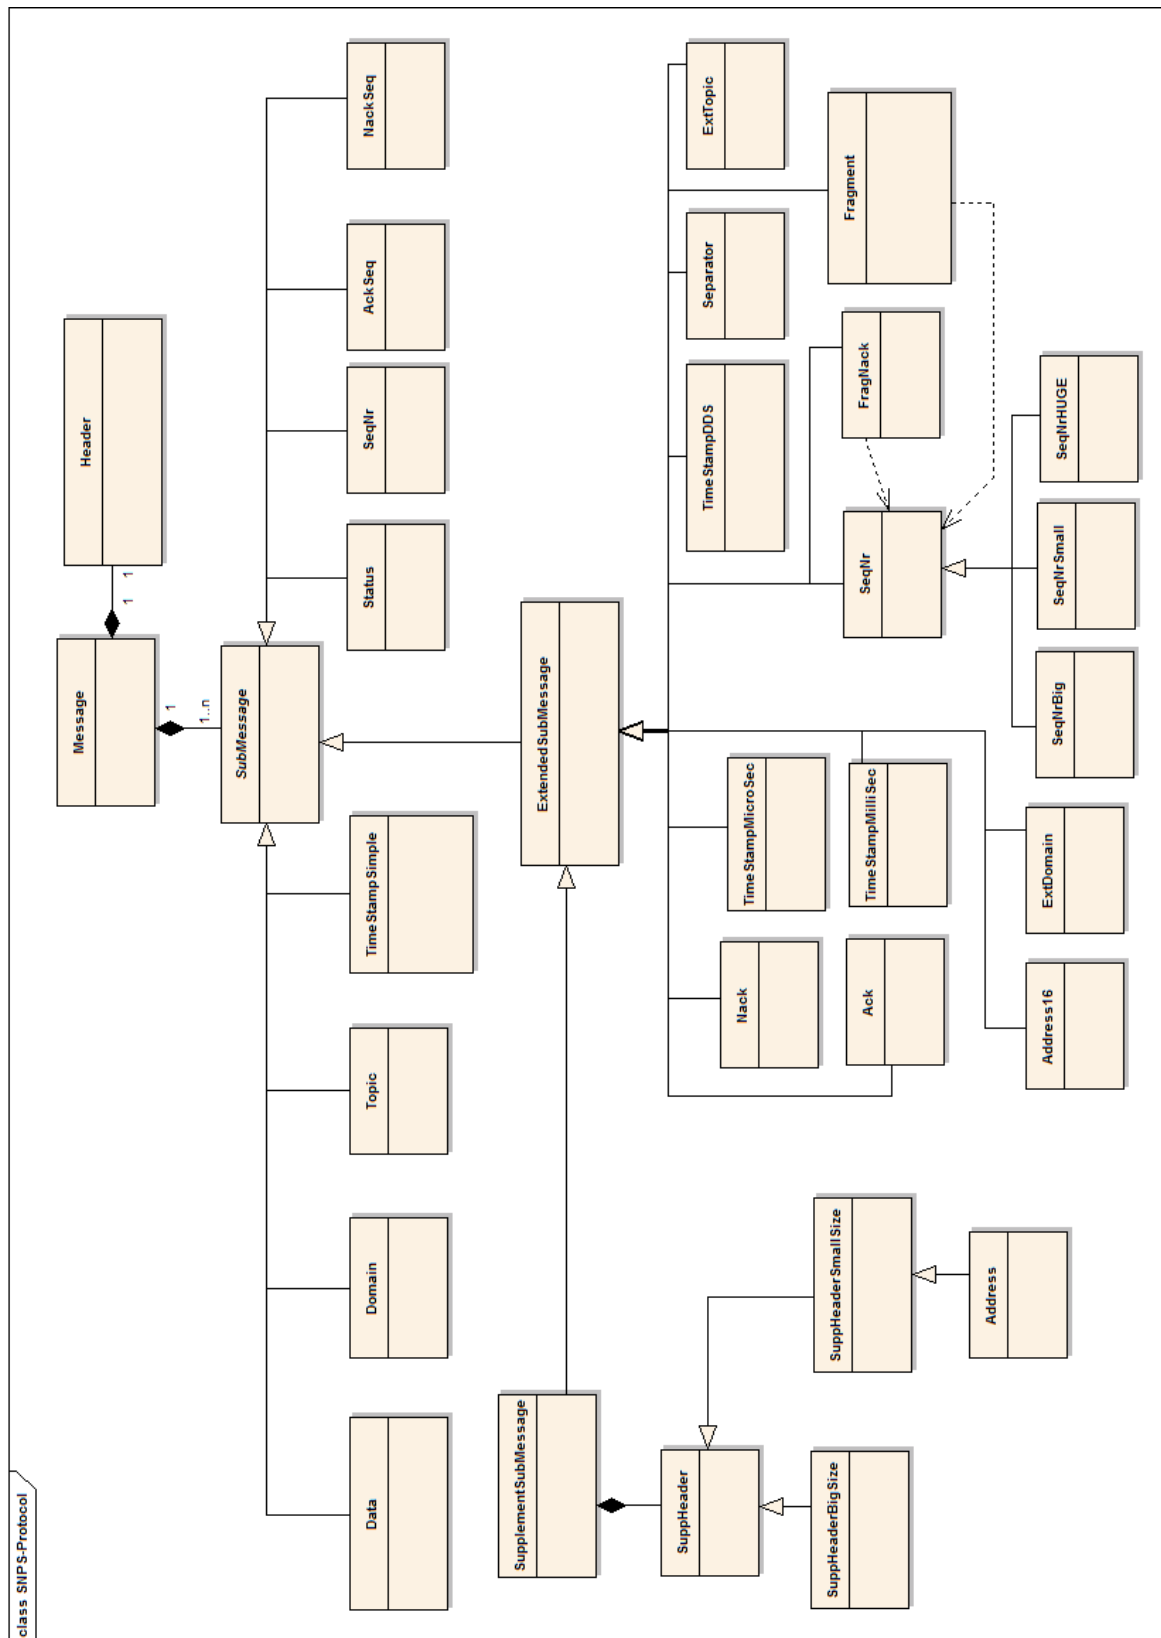 class SNPS-Protocol
Message
Header
1
1
1
1..n
SubMessage
Data
Domain
Topic
TimeStampSimple
Status
SeqNr
AckSeq
NackSeq
SupplementSubMessage
ExtendedSubMessage
SuppHeader
SuppHeaderBigSize
SuppHeaderSmallSize
Address
Nack
TimeStampMicroSec
TimeStampDDS
Separator
ExtTopic
Ack
TimeStampMilliSec
SeqNr
FragNack
Fragment
Address16
ExtDomain
SeqNrBig
SeqNrSmall
SeqNrHUGE